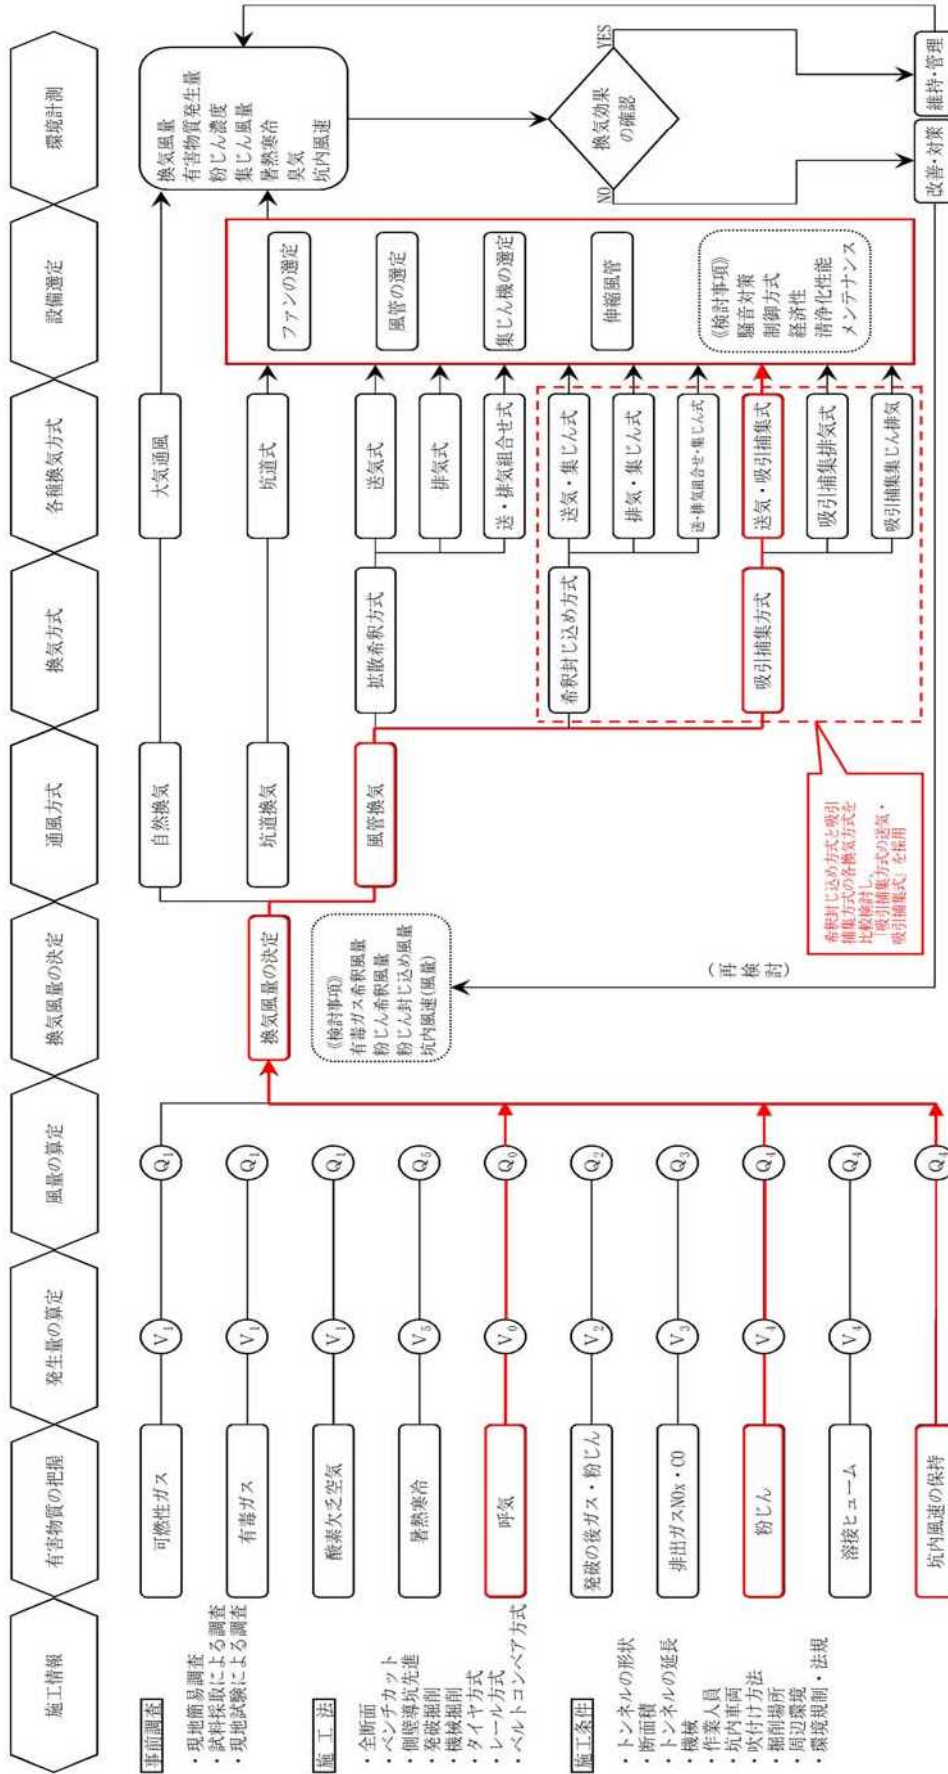 施工情報
有害物質の把握
発生量の算定
風量の算定
換気風量の決定
通風方式
換気方式
各種換気方式
設備選定
環境計測
事前調査
・現地簡易調査
・試料採取による調査
・現地試験による調査
施工法
・全断面
・ベンチカット
・側壁導坑先進
・発破掘削
・機械掘削
・タイヤ方式
・レール方式
・ベルトコンベア方式
施工条件
・トンネルの形状
・断面積
・トンネルの延長
・機械
・作業人員
・坑内車両
・吹付け方法
・掘削場所
・周辺環境
・環境規制・法規
可燃性ガス
V1
Q1
有毒ガス
V1
Q1
酸素欠乏空気
V1
Q1
暑熱寒冷
V5
Q5
呼気
V0
Q0
発破の後ガス・粉じん
V2
Q2
排出ガスNOx・CO
V3
Q3
粉じん
V4
Q4
溶接ヒューム
V4
Q4
坑内風速の保持
Q4
換気風量の決定
《検討事項》
有毒ガス希釈風量
粉じん希釈風量
粉じん封じ込め風量
坑内風速(風量)
(再検討)
自然換気
坑道換気
風管換気
拡散希釈方式
希釈封じ込め方式
吸引捕集方式
希釈封じ込め方式と吸引
捕集方式の各換気方式を
比較検討し、
「吸引捕集方式の送気・
吸引捕集式」を採用
大気通風
坑道式
送気式
排気式
送・排気組合せ式
送気・集じん式
排気・集じん式
送・排気組合せ・集じん式
送気・吸引捕集式
吸引捕集排気式
吸引捕集集じん排気
ファンの選定
風管の選定
集じん機の選定
伸縮風管
《検討事項》
騒音対策
制御方式
経済性
清浄化性能
メンテナンス
換気風量
有害物質発生量
粉じん濃度
集じん風量
暑熱寒冷
臭気
坑内風速
換気効果
の確認
NO
YES
改善・対策
維持・管理